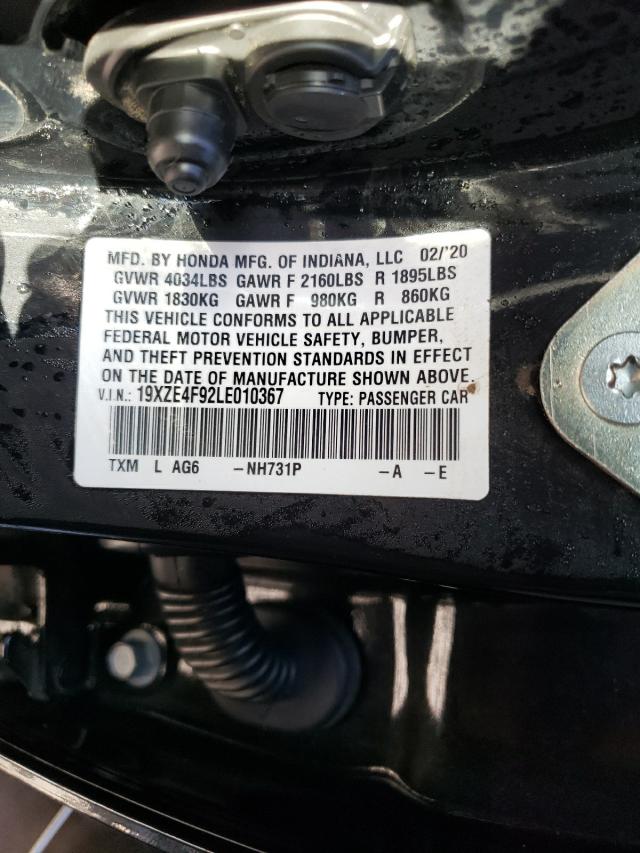 MFD. BY HONDA MFG. OF INDIANA, LLC 02/'20
GVWR 4034LBS GAWR F 2160LBS R 1895LBS
GVWR 1830KG GAWR F 980KG R 860KG
THIS VEHICLE CONFORMS TO ALL APPLICABLE
FEDERAL MOTOR VEHICLE SAFETY, BUMPER,
AND THEFT PREVENTION STANDARDS IN EFFECT
ON THE DATE OF MANUFACTURE SHOWN ABOVE.
V.I.N.: 19XZE4F92LE010367 TYPE: PASSENGER CAR
TXM L AG6 -NH731P -A -E